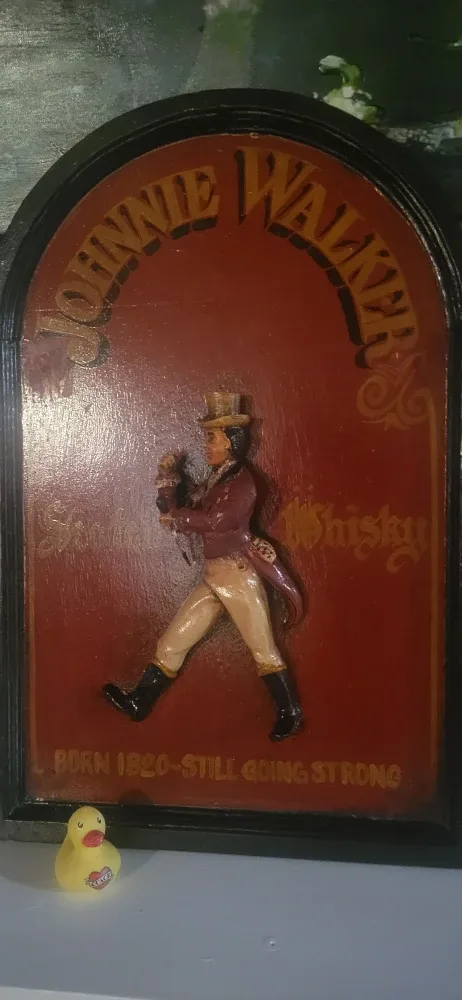 JOHNNIE WALKER
Whisky
BORN 1820-STILL GOING STRONG